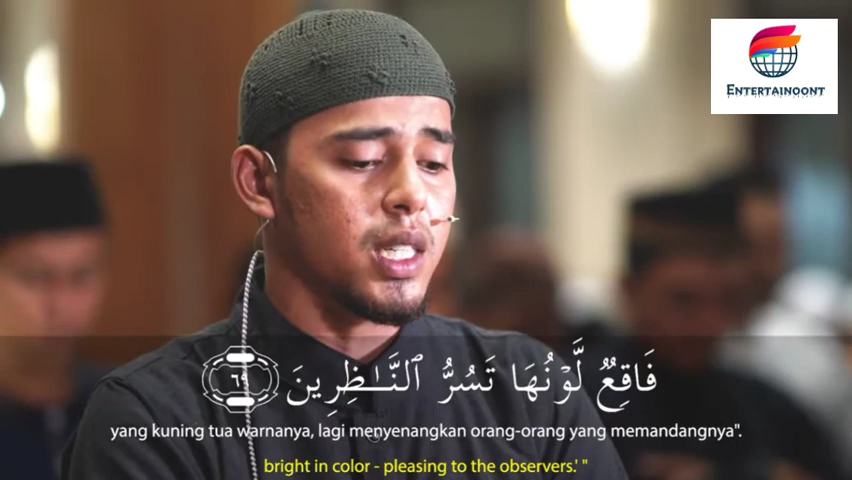 ENTERTAINOONT
فَاقِعٌ لَّوْنُهَا تَسُرُّ ٱلنَّـٰظِرِينَ ٦٩
yang kuning tua warnanya, lagi menyenangkan orang-orang yang memandangnya".
bright in color - pleasing to the observers.' "